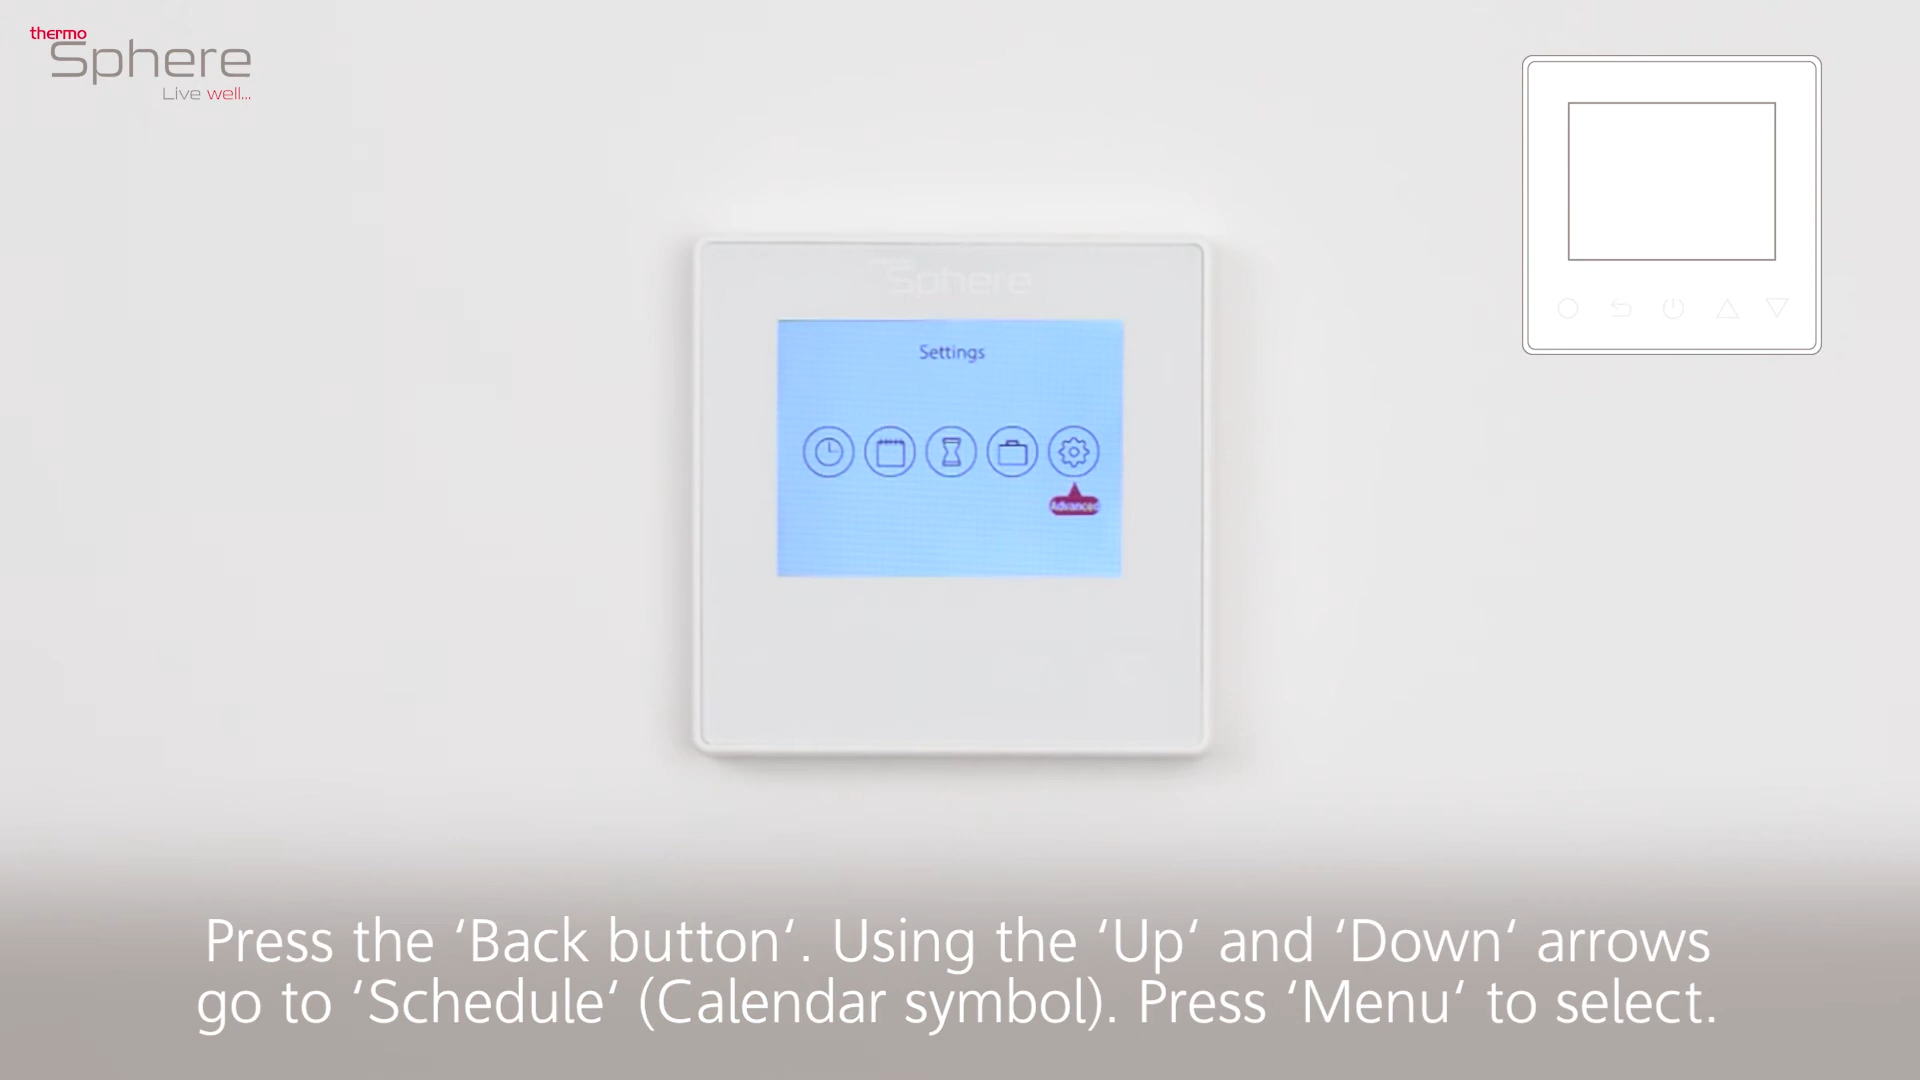 thermo
Sphere
Live well...
Sphere
Settings
Advanced
Press the ‘Back button‘. Using the ‘Up‘ and ‘Down‘ arrows
go to ‘Schedule‘ (Calendar symbol). Press ‘Menu‘ to select.